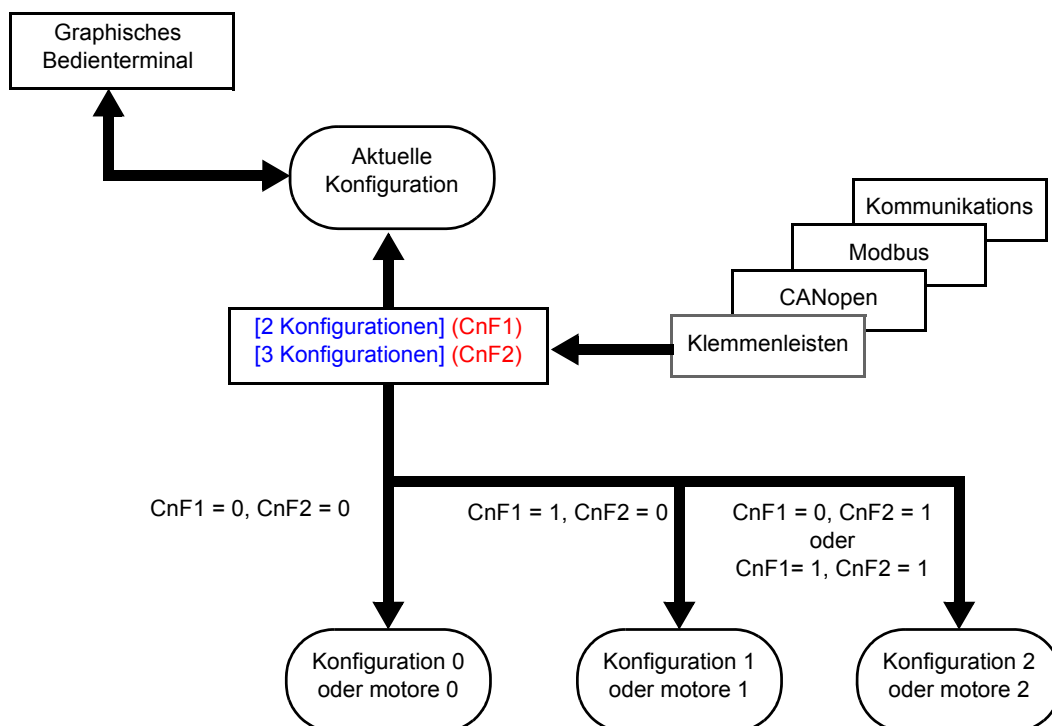 Graphisches
Bedienterminal
Aktuelle
Konfiguration
Kommunikations
Modbus
CANopen
Klemmenleisten
[2 Konfigurationen] (CnF1)
[3 Konfigurationen] (CnF2)
CnF1 = 0, CnF2 = 0
CnF1 = 1, CnF2 = 0
CnF1 = 0, CnF2 = 1
oder
CnF1= 1, CnF2 = 1
Konfiguration 0
oder motore 0
Konfiguration 1
oder motore 1
Konfiguration 2
oder motore 2